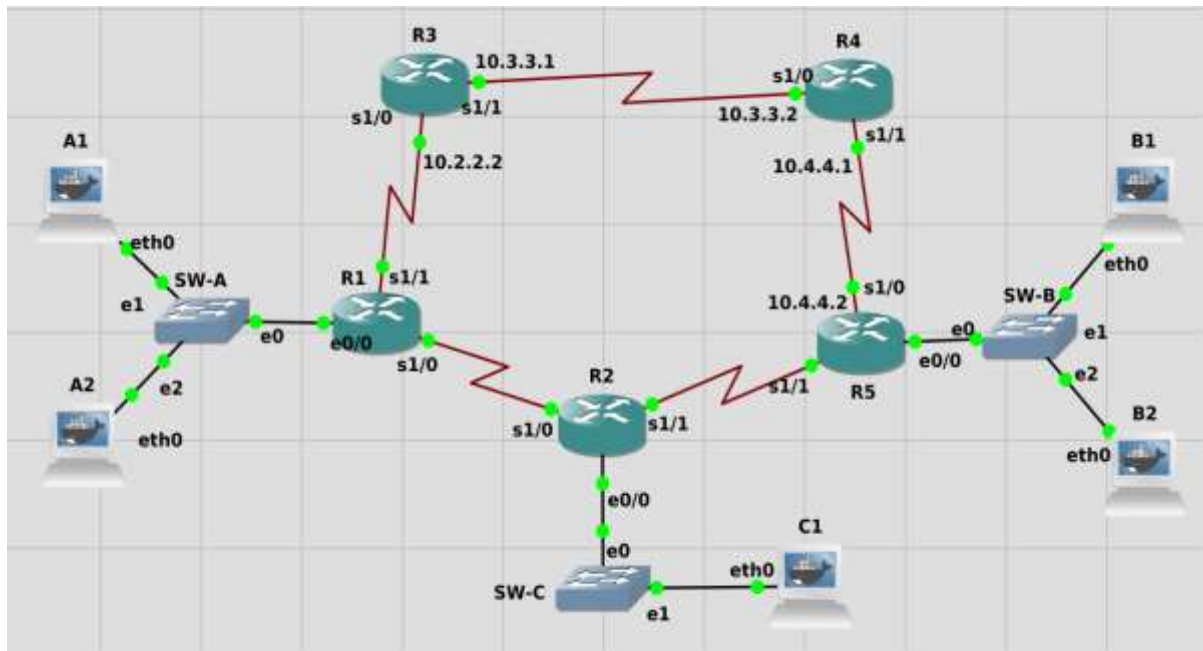 R3
10.3.3.1
s1/0
s1/1
10.2.2.2
R4
s1/0
10.3.3.2
s1/1
10.4.4.1
A1
eth0
SW-A
e1
e0
e2
A2
eth0
R1
s1/1
e0/0
s1/0
R2
s1/0
s1/1
e0/0
e0
SW-C
e1
C1
eth0
10.4.4.2
s1/0
s1/1
R5
e0/0
SW-B
e0
e1
e2
B1
eth0
B2
eth0